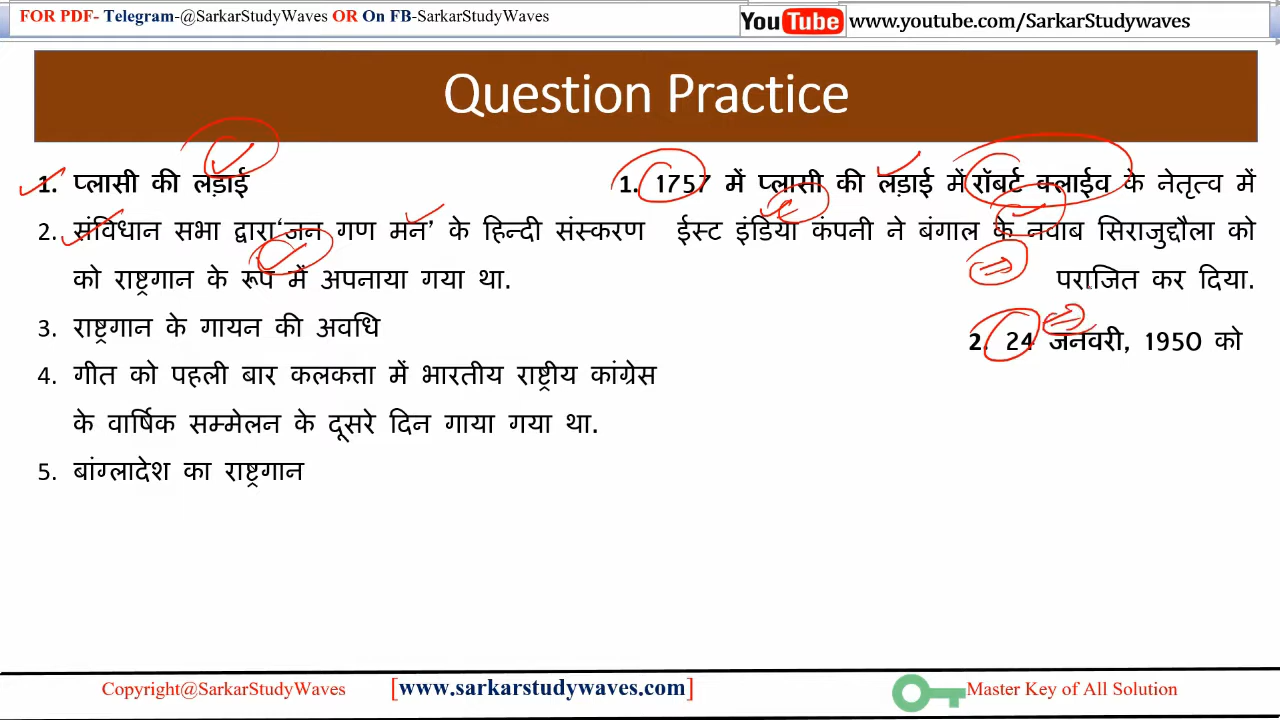 FOR PDF- Telegram-@SarkarStudyWaves OR On FB-SarkarStudyWaves
YouTube www.youtube.com/SarkarStudywaves
Question Practice
1. प्लासी की लड़ाई
2. संविधान सभा द्वारा‘जन गण मन’ के हिन्दी संस्करण
को राष्ट्रगान के रूप में अपनाया गया था.
3. राष्ट्रगान के गायन की अवधि
4. गीत को पहली बार कलकत्ता में भारतीय राष्ट्रीय कांग्रेस
के वार्षिक सम्मेलन के दूसरे दिन गाया गया था.
5. बांग्लादेश का राष्ट्रगान
1. 1757 में प्लासी की लड़ाई में रॉबर्ट क्लाईव के नेतृत्व में
ईस्ट इंडिया कंपनी ने बंगाल के नवाब सिराजुद्दौला को
पराजित कर दिया.
2. 24 जनवरी, 1950 को
Copyright@SarkarStudyWaves
[www.sarkarstudywaves.com]
Master Key of All Solution